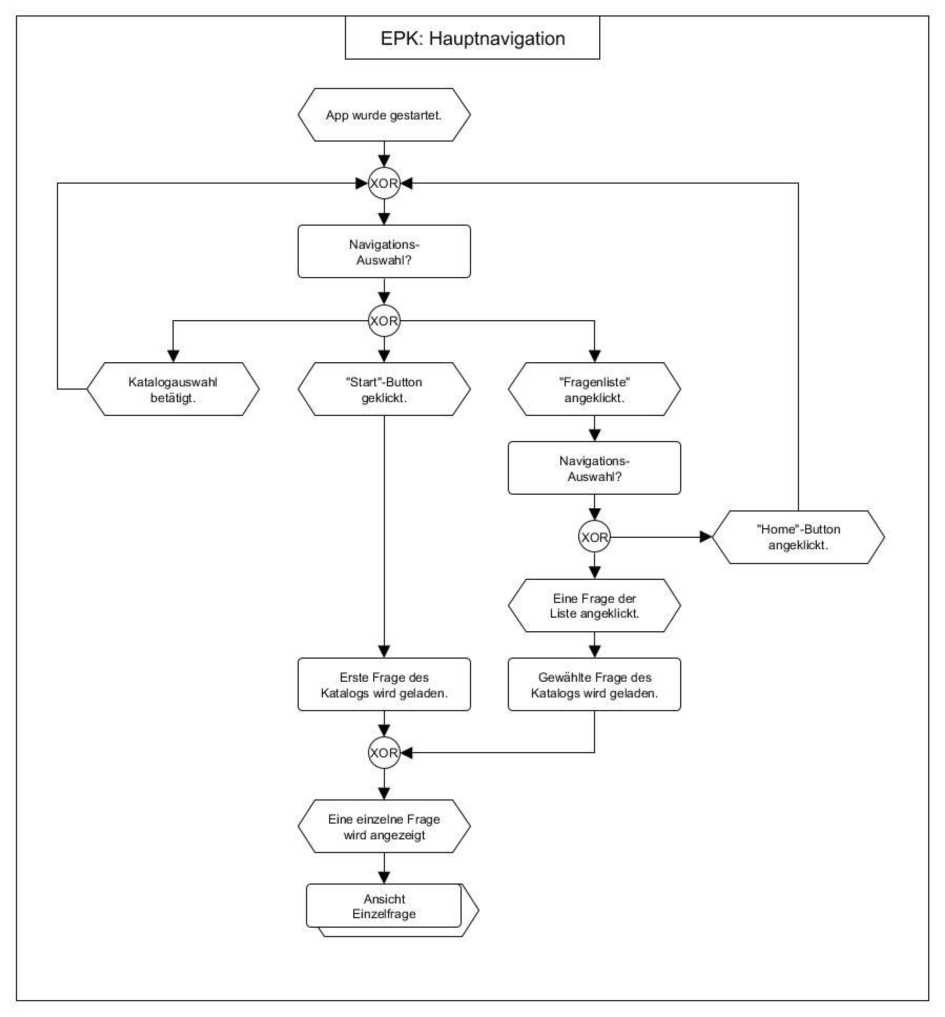 EPK: Hauptnavigation
App wurde gestartet.
XOR
Navigations-
Auswahl?
XOR
Katalogauswahl
betätigt.
"Start"-Button
geklickt.
"Fragenliste"
angeklickt.
Navigations-
Auswahl?
XOR
"Home"-Button
angeklickt.
Eine Frage der
Liste angeklickt.
Erste Frage des
Katalogs wird geladen.
Gewählte Frage des
Katalogs wird geladen.
XOR
Eine einzelne Frage
wird angezeigt
Ansicht
Einzelfrage